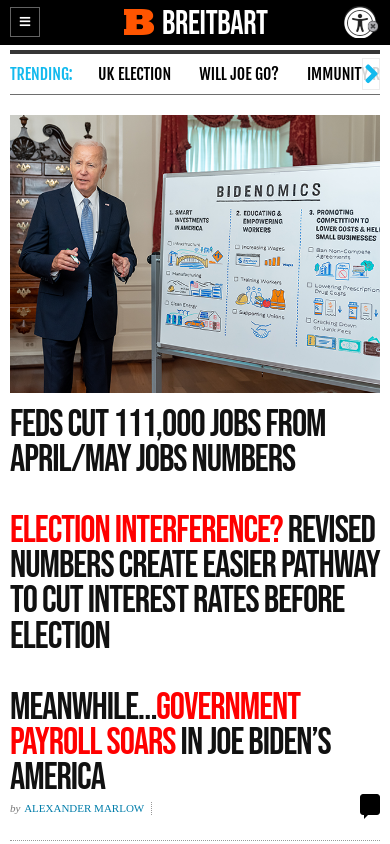 BREITBART
TRENDING:
UK ELECTION
WILL JOE GO?
IMMUNIT
BIDENOMICS
1. SMART
INVESTMENTS
IN AMERICA
Infrastructure
Manufacturing
Clean Energy
2. EDUCATING &
EMPOWERING
WORKERS
Increasing Wages
Training Workers
Supporting Unions
3. PROMOTING
COMPETITION TO
LOWER COSTS & HELP
SMALL BUSINESSES
Ban Non-Compete
Agreements
Lowering Prescription
Drug Costs
Cracking Down
on Junk Fees
FEDS CUT 111,000 JOBS FROM
APRIL/MAY JOBS NUMBERS
ELECTION INTERFERENCE? REVISED
NUMBERS CREATE EASIER PATHWAY
TO CUT INTEREST RATES BEFORE
ELECTION
MEANWHILE...GOVERNMENT
PAYROLL SOARS IN JOE BIDEN'S
AMERICA
by ALEXANDER MARLOW